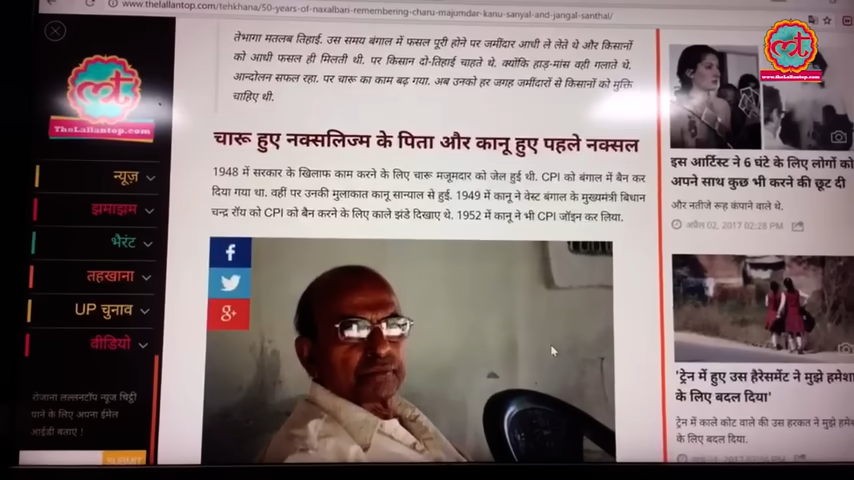 www.thelallantop.com/tehkhana/50-years-of-naxalban-remembering-charu-majumdar-kanu-sanyal-and-jangal-santhal/
तेभागा मतलब तिहाई. उस समय बंगाल में फसल पूरी होने पर जमींदार आधी ले लेते थे और किसानों
को आधी फसल ही मिलती थी. पर किसान दो-तिहाई चाहते थे. क्योंकि हाड़-मांस वही गलाते थे.
आन्दोलन सफल रहा. पर चारू का काम बढ़ गया. अब उनको हर जगह जमींदारों से किसानों को मुक्ति
चाहिए थी.
चारू हुए नक्सलिज्म के पिता और कानू हुए पहले नक्सल
1948 में सरकार के खिलाफ काम करने के लिए चारू मजूमदार को जेल हुई थी. CPI को बंगाल में बैन कर
दिया गया था. वहीं पर उनकी मुलाकात कानू सान्याल से हुई. 1949 में कानू ने वेस्ट बंगाल के मुख्यमंत्री बिधान
चन्द्र रॉय को CPI को बैन करने के लिए काले झंडे दिखाए थे. 1952 में कानू ने भी CPI जॉइन कर लिया.
f
g+
TheLallantop.com
न्यूज़
झमाझम
भैरंट
तहखाना
UP चुनाव
वीडियो
रोजाना लल्लनटॉप न्यूज चिट्ठी
पाने के लिए अपना ईमेल
आईडी बताएं !
SUBMIT
www.thelallantop.com
इस आर्टिस्ट ने 6 घंटे के लिए लोगों को
अपने साथ कुछ भी करने की छूट दी
और नतीजे रूह कंपाने वाले थे.
अप्रैल 02, 2017 02:28 PM
'ट्रेन में हुए उस हैरेसमेंट ने मुझे हमेशा
के लिए बदल दिया'
ट्रेन में काले कोट वाले की उस हरकत ने मुझे हमेशा
के लिए बदल दिया.